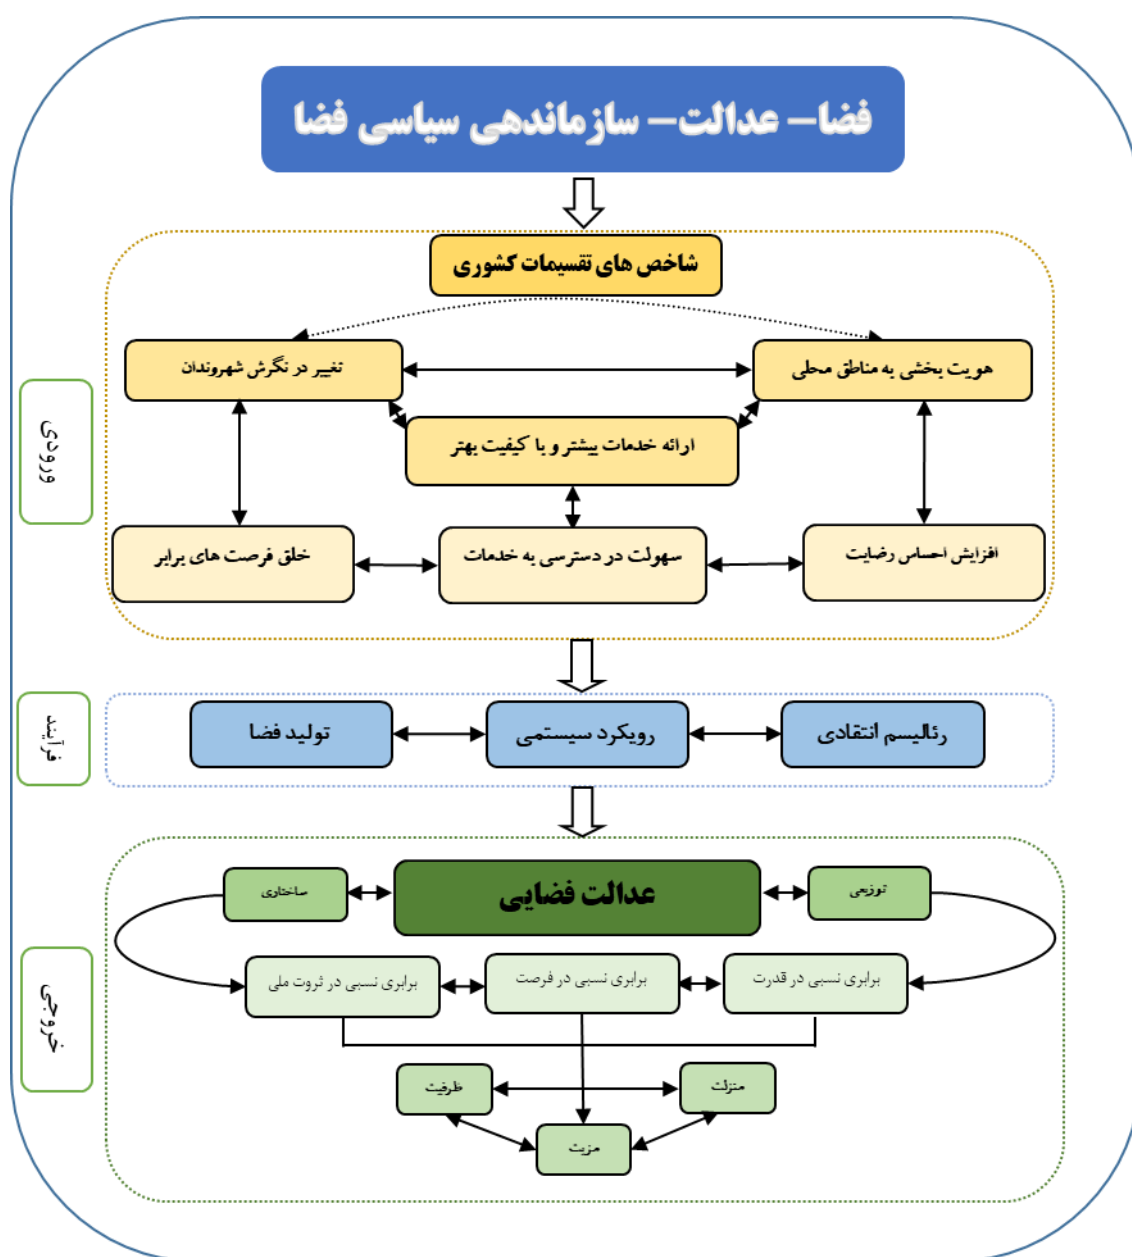 فضا– عدالت– سازماندهی سیاسی فضا
شاخص های تقسیمات کشوری
هویت بخشی به مناطق محلی
تغییر در نگرش شهروندان
ارائه خدمات بیشتر و با کیفیت بهتر
افزایش احساس رضایت
سهولت در دسترسی به خدمات
خلق فرصت های برابر
ورودی
رئالیسم انتقادی
رویکرد سیستمی
تولید فضا
فرآیند
توزیعی
عدالت فضایی
ساختاری
برابری نسبی در قدرت
برابری نسبی در فرصت
برابری نسبی در ثروت ملی
منزلت
ظرفیت
مزیت
خروجی